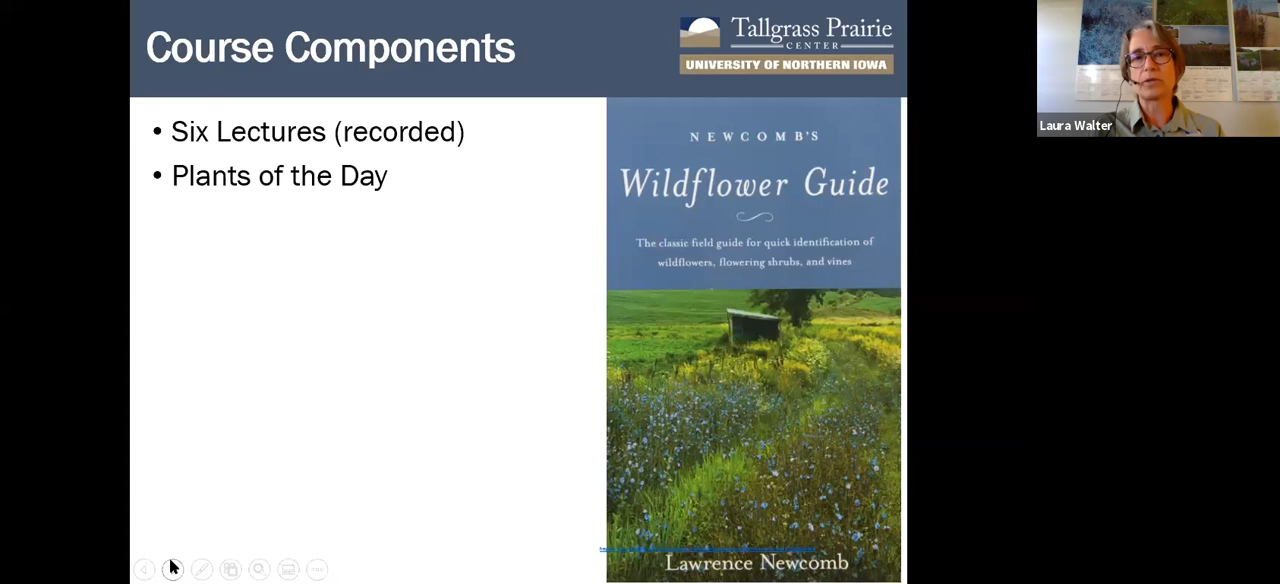 Course Components
Tallgrass Prairie
CENTER
UNIVERSITY OF NORTHERN IOWA
• Six Lectures (recorded)
• Plants of the Day
NEWCOMB'S
Wildflower Guide
The classic field guide for quick identification of
wildflowers, flowering shrubs, and vines
Lawrence Newcomb
Laura Walter